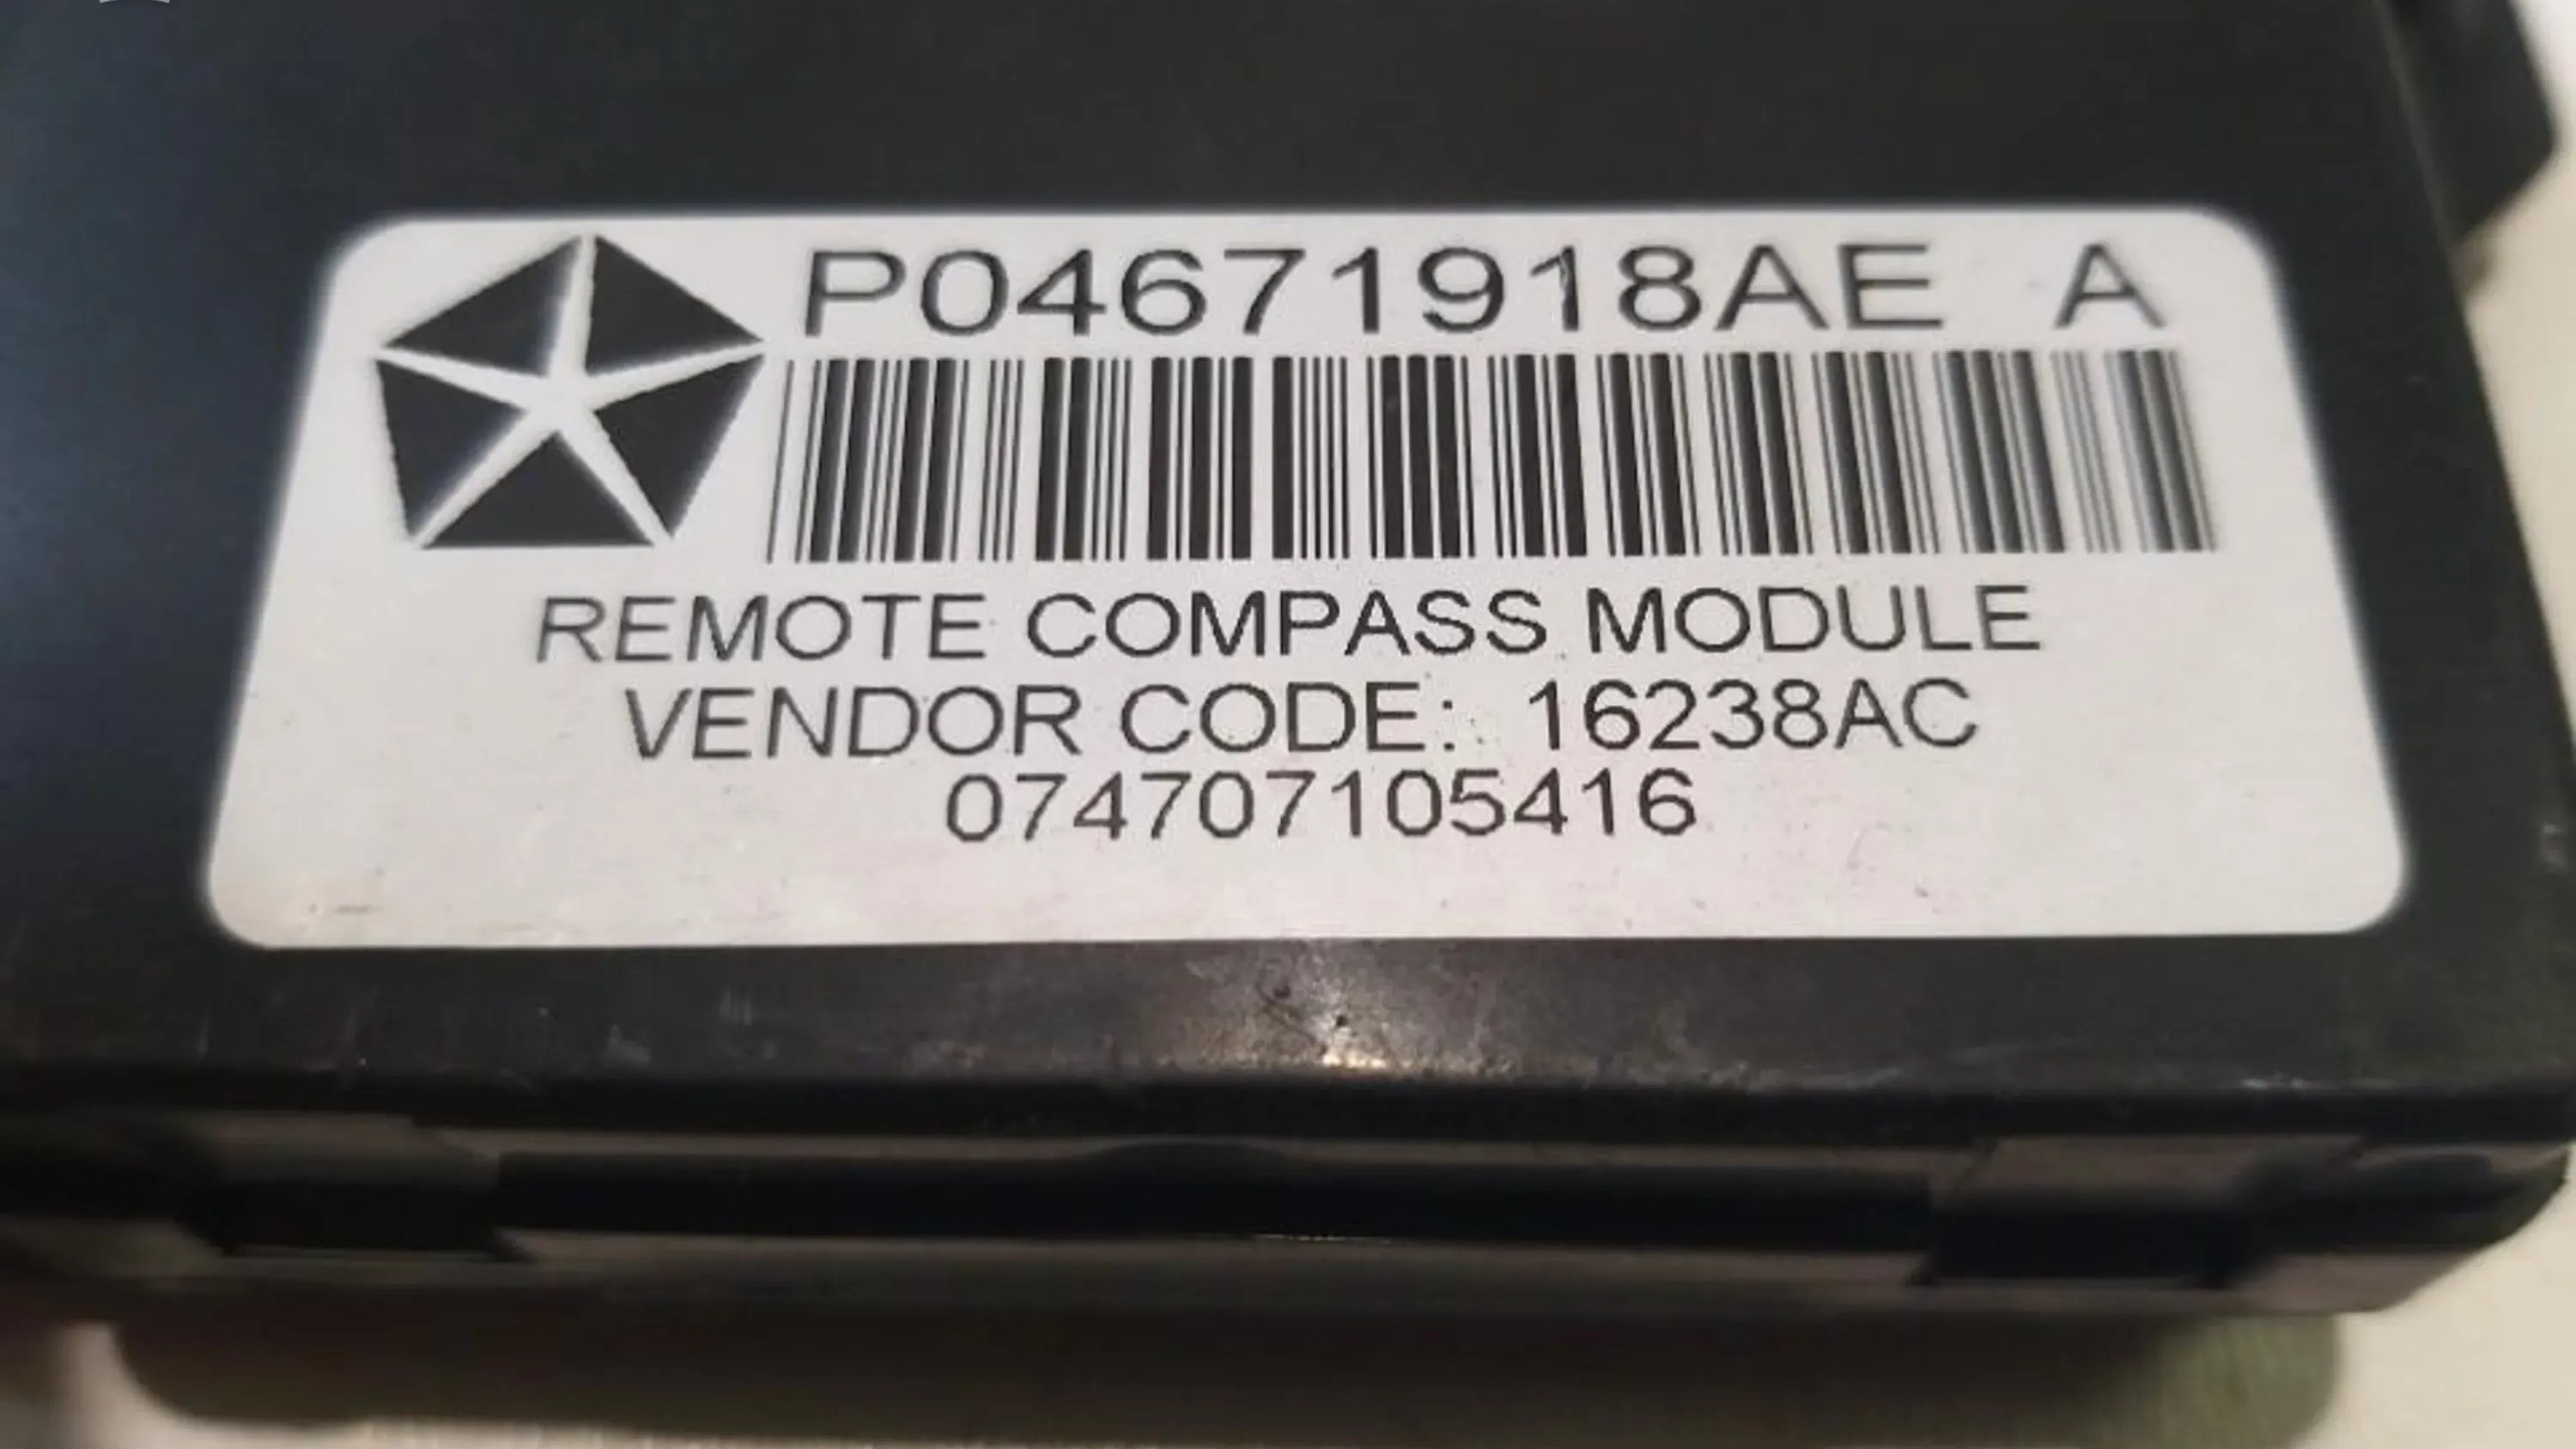 P04671918AE A
REMOTE COMPASS MODULE
VENDOR CODE: 16238AC
074707105416